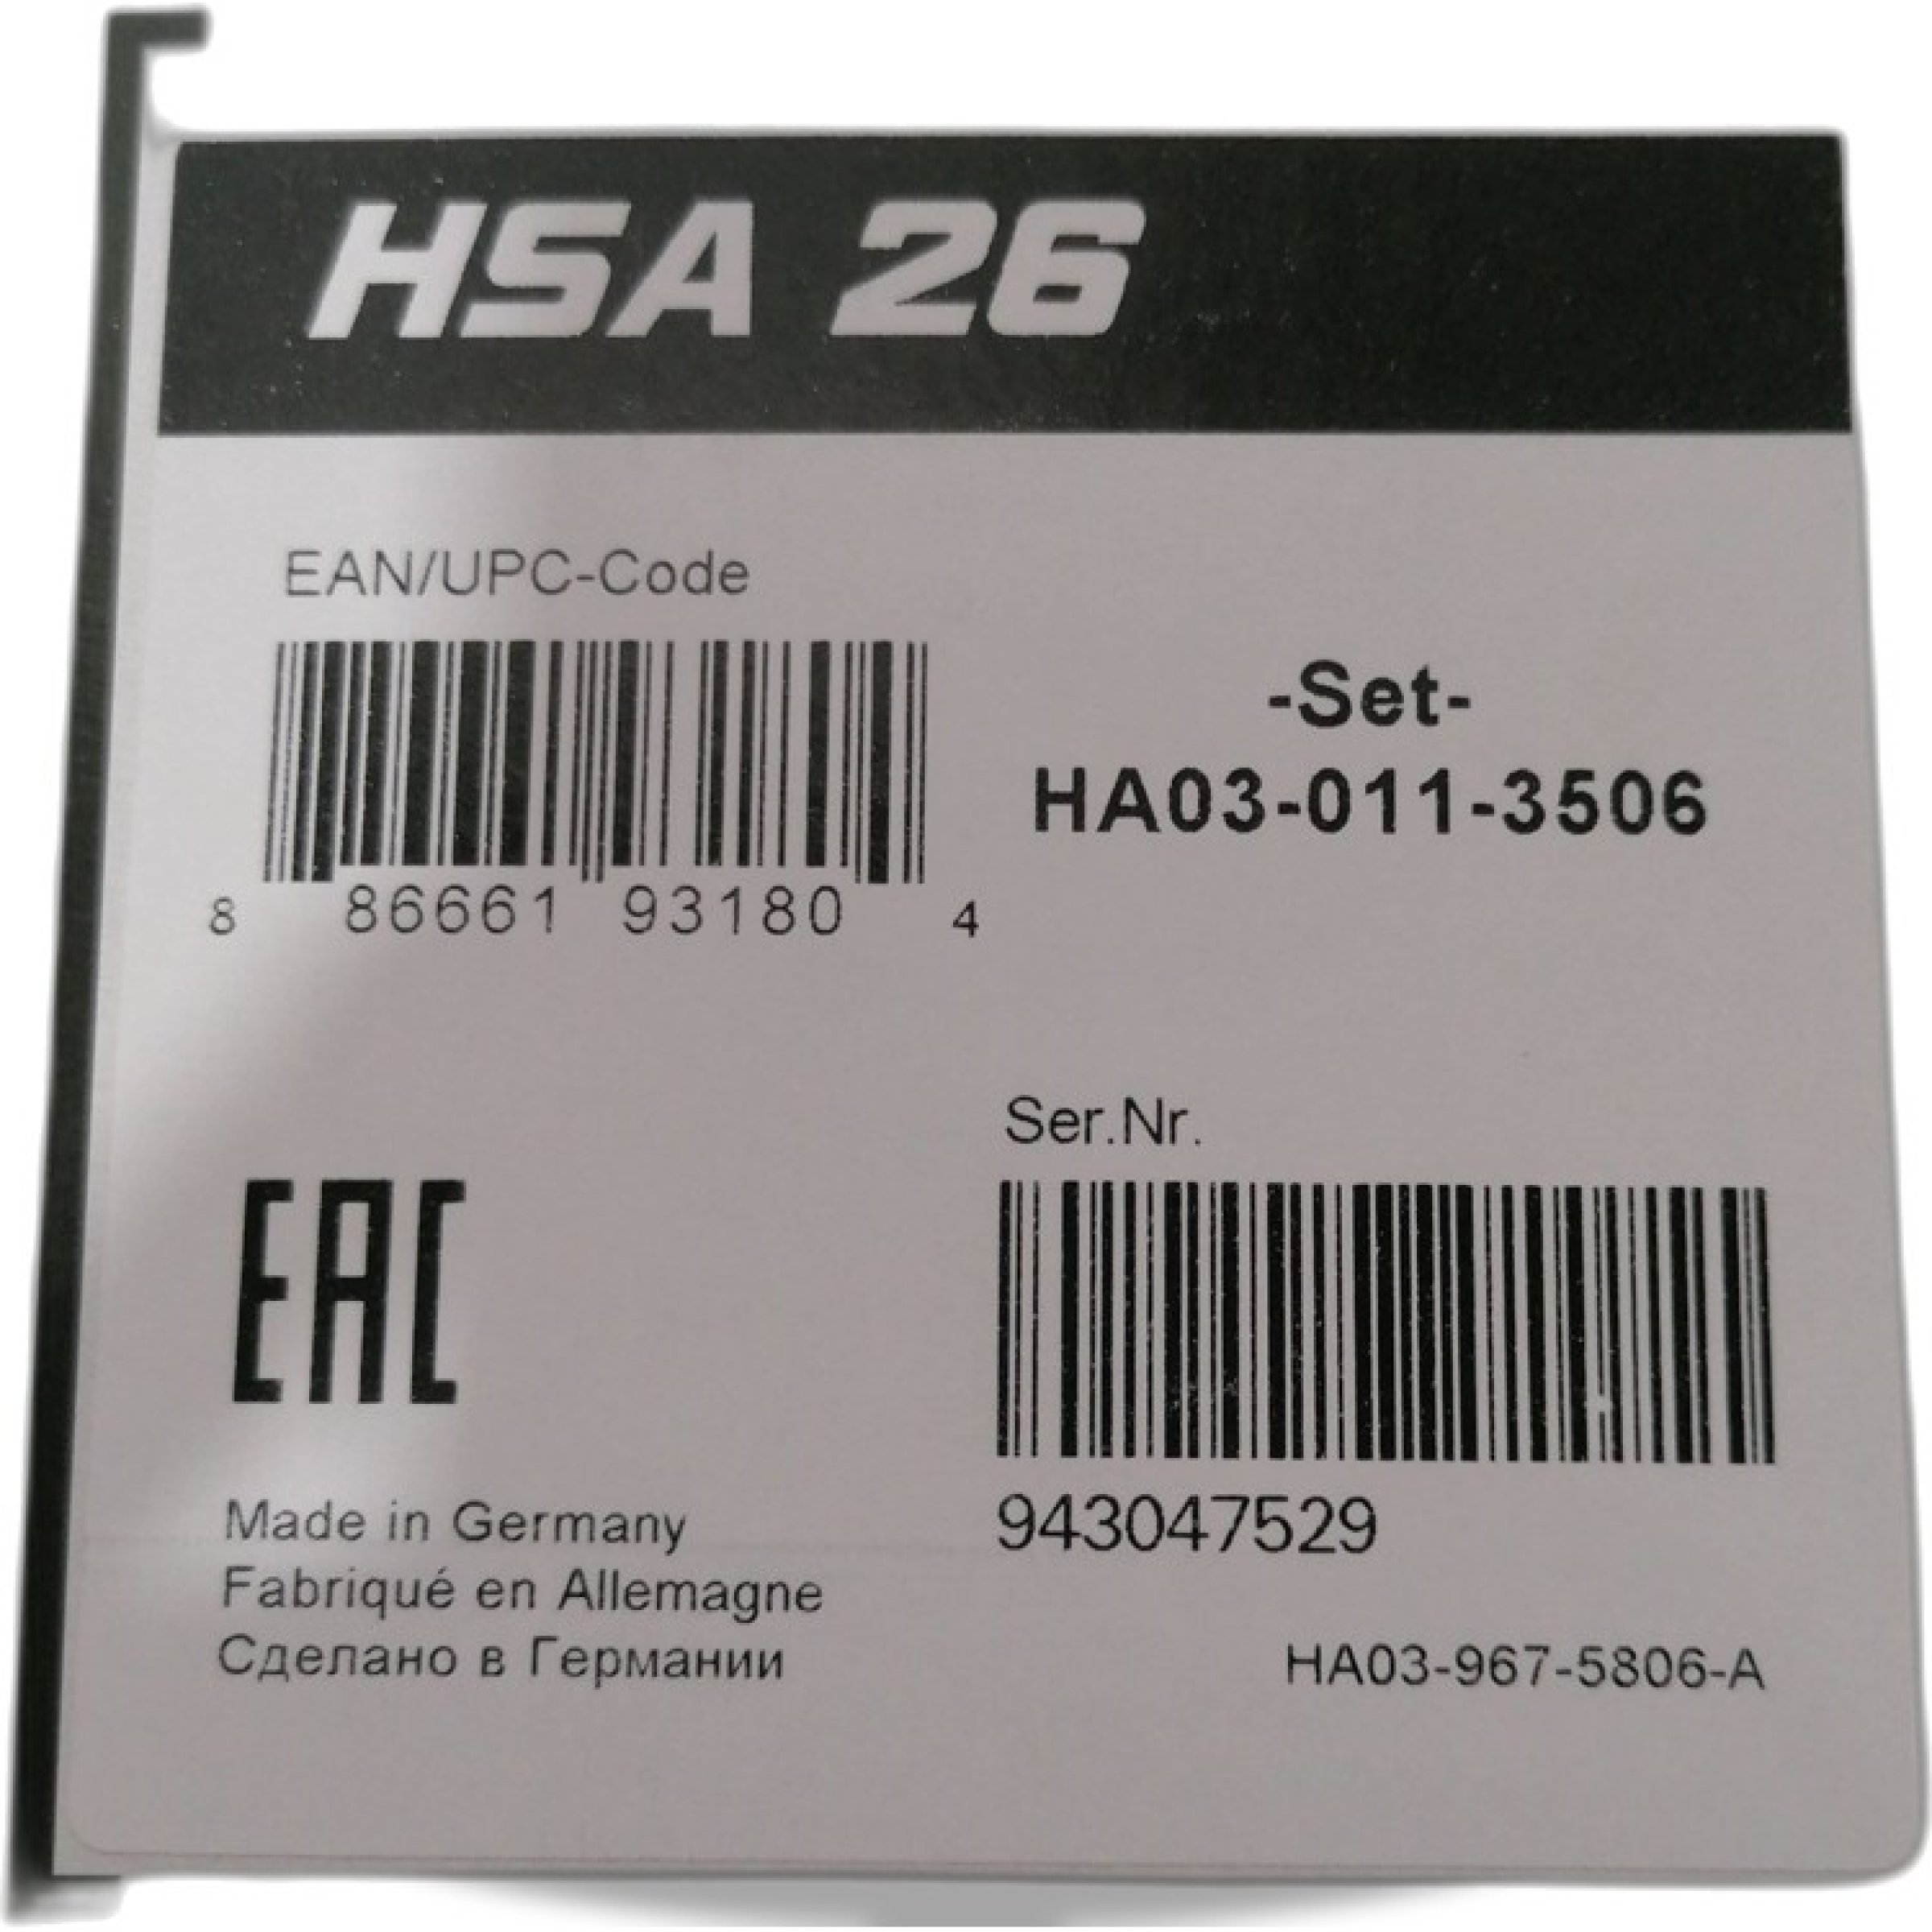 HSA 26
EAN/UPC-Code
8 86661 93180 4
-Set-
HA03-011-3506
Ser.Nr.
943047529
EAC
Made in Germany
Fabriqué en Allemagne
Сделано в Германии
HA03-967-5806-A